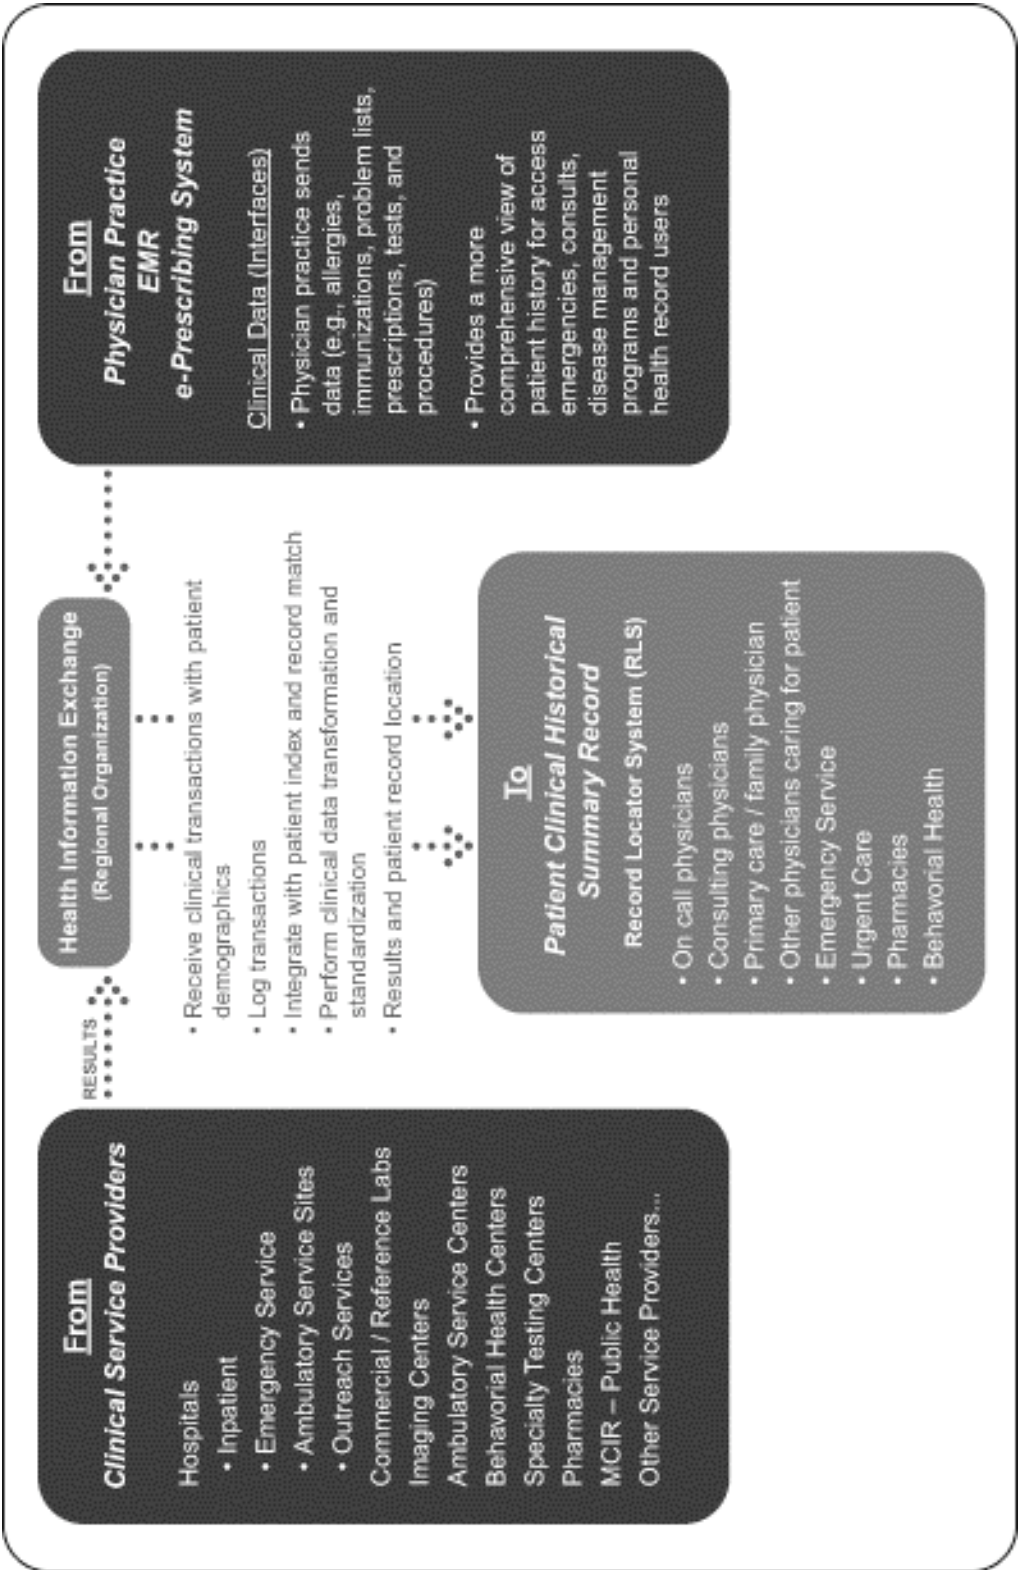 From
Clinical Service Providers
Hospitals
• Inpatient
• Emergency Service
• Ambulatory Service Sites
• Outreach Services
Commercial / Reference Labs
Imaging Centers
Ambulatory Service Centers
Behavorial Health Centers
Specialty Testing Centers
Pharmacies
MCIR – Public Health
Other Service Providers...
RESULTS
Health Information Exchange
(Regional Organization)
• Receive clinical transactions with patient
demographics
• Log transactions
• Integrate with patient index and record match
• Perform clinical data transformation and
standardization
• Results and patient record location
To
Patient Clinical Historical
Summary Record
Record Locator System (RLS)
• On call physicians
• Consulting physicians
• Primary care / family physician
• Other physicians caring for patient
• Emergency Service
• Urgent Care
• Pharmacies
• Behavorial Health
From
Physician Practice
EMR
e-Prescribing System
Clinical Data (Interfaces)
• Physician practice sends
data (e.g., allergies,
immunizations, problem lists,
prescriptions, tests, and
procedures)
• Provides a more
comprehensive view of
patient history for access
emergencies, consults,
disease management
programs and personal
health record users